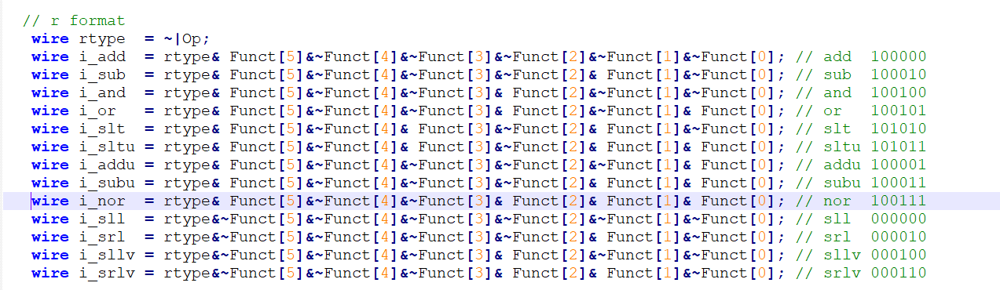 // r format
wire rtype  = ~|Op;
wire i_add  = rtype& Funct[5]&~Funct[4]&~Funct[3]&~Funct[2]&~Funct[1]&~Funct[0]; // add  100000
wire i_sub  = rtype& Funct[5]&~Funct[4]&~Funct[3]&~Funct[2]& Funct[1]&~Funct[0]; // sub  100010
wire i_and  = rtype& Funct[5]&~Funct[4]&~Funct[3]& Funct[2]&~Funct[1]&~Funct[0]; // and  100100
wire i_or   = rtype& Funct[5]&~Funct[4]&~Funct[3]& Funct[2]&~Funct[1]& Funct[0]; // or   100101
wire i_slt  = rtype& Funct[5]&~Funct[4]& Funct[3]&~Funct[2]& Funct[1]&~Funct[0]; // slt  101010
wire i_sltu = rtype& Funct[5]&~Funct[4]& Funct[3]&~Funct[2]& Funct[1]& Funct[0]; // sltu 101011
wire i_addu = rtype& Funct[5]&~Funct[4]&~Funct[3]&~Funct[2]&~Funct[1]& Funct[0]; // addu 100001
wire i_subu = rtype& Funct[5]&~Funct[4]&~Funct[3]&~Funct[2]& Funct[1]& Funct[0]; // subu 100011
wire i_nor  = rtype& Funct[5]&~Funct[4]&~Funct[3]& Funct[2]& Funct[1]& Funct[0]; // nor  100111
wire i_sll  = rtype&~Funct[5]&~Funct[4]&~Funct[3]&~Funct[2]&~Funct[1]&~Funct[0]; // sll  000000
wire i_srl  = rtype&~Funct[5]&~Funct[4]&~Funct[3]&~Funct[2]& Funct[1]&~Funct[0]; // srl  000010
wire i_sllv = rtype&~Funct[5]&~Funct[4]&~Funct[3]& Funct[2]&~Funct[1]&~Funct[0]; // sllv 000100
wire i_srlv = rtype&~Funct[5]&~Funct[4]&~Funct[3]& Funct[2]& Funct[1]&~Funct[0]; // srlv 000110